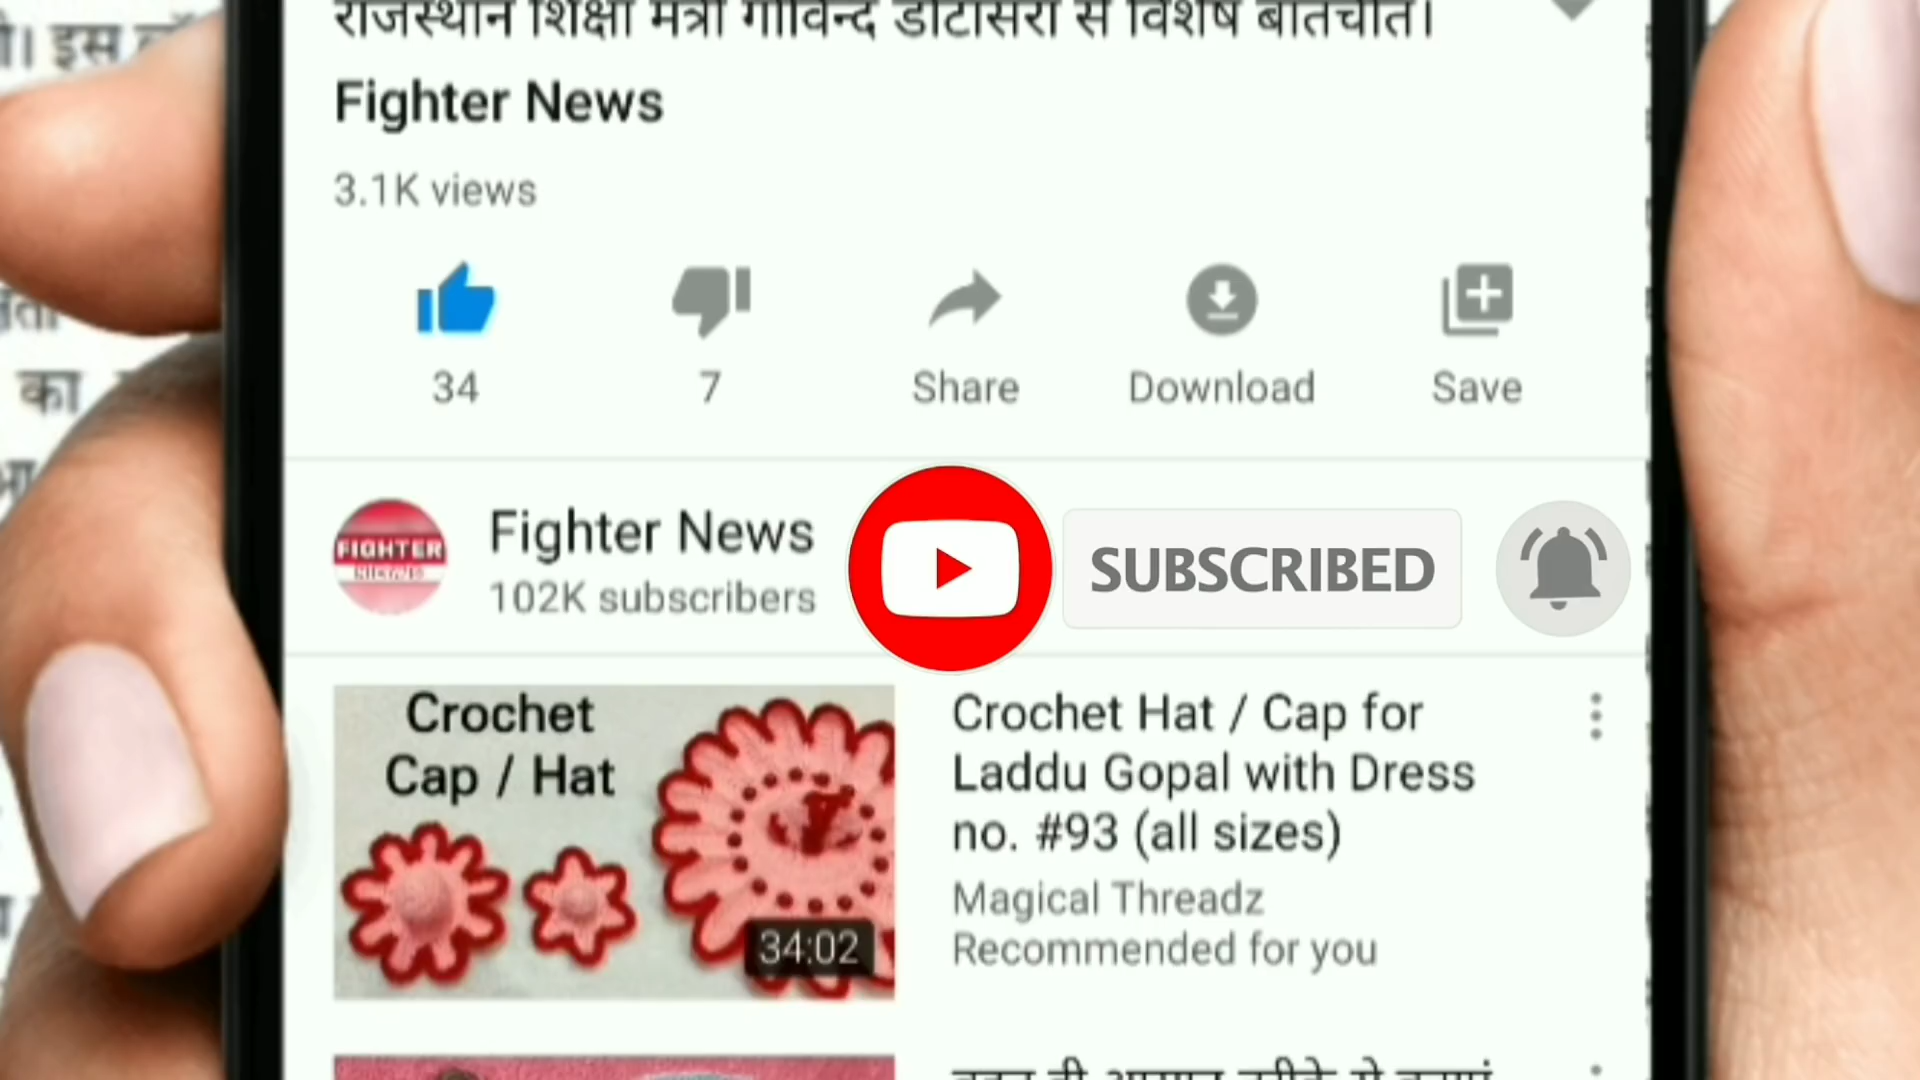 राजस्थान शिक्षा मंत्री गोविन्द डोटासरा से विशेष बातचीत।
Fighter News
3.1K views
34
7
Share
Download
Save
Fighter News
102K subscribers
FIGHTER
SUBSCRIBED
Crochet
Cap / Hat
34:02
Crochet Hat / Cap for
Laddu Gopal with Dress
no. #93 (all sizes)
Magical Threadz
Recommended for you
इस
का